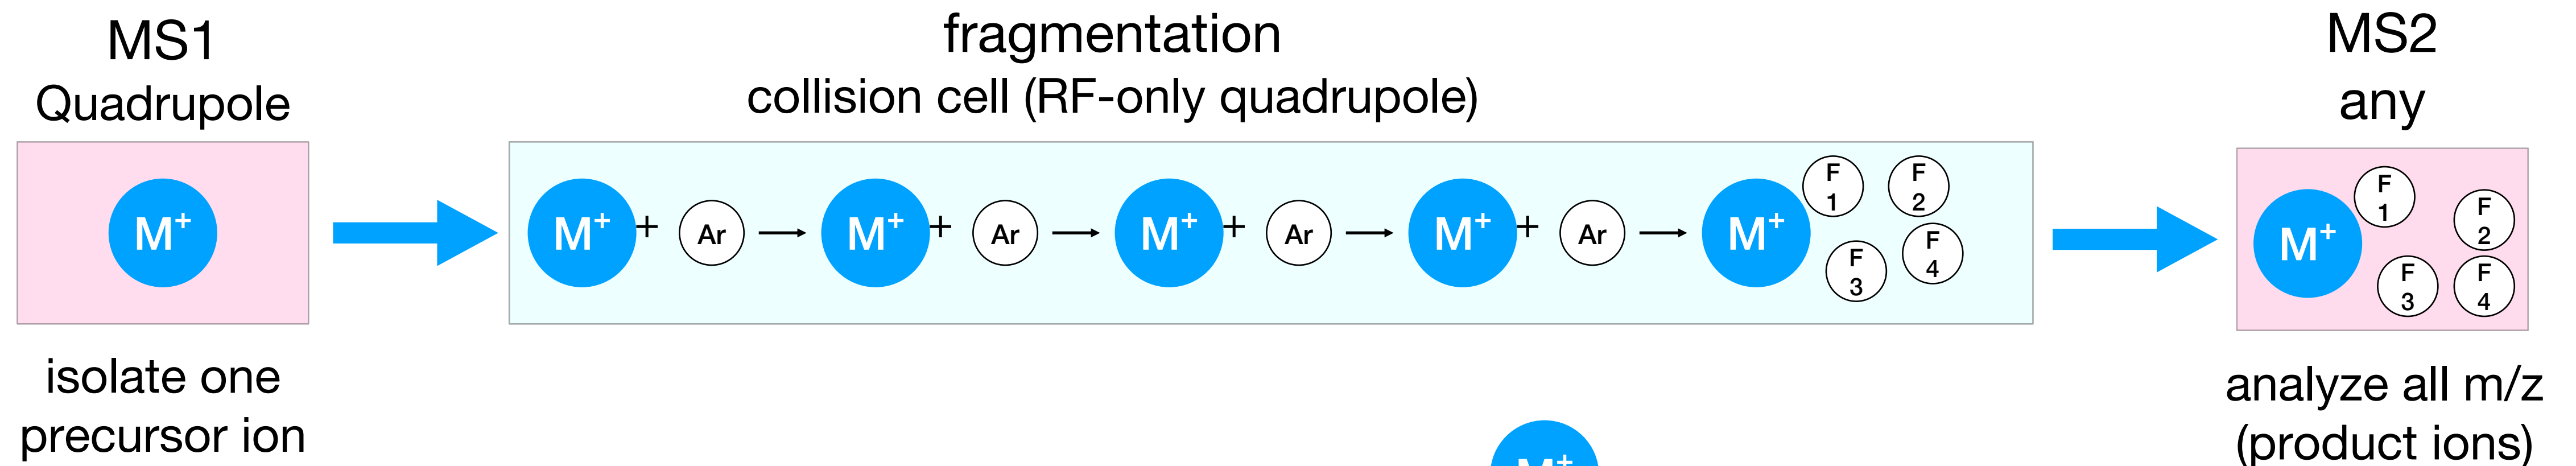 MS1
Quadrupole
M+
isolate one
precursor ion
fragmentation
collision cell (RF-only quadrupole)
M+ + Ar → M+ + Ar → M+ + Ar → M+ + Ar → M+
F
1
F
2
F
3
F
4
M+
MS2
any
M+
F
1
F
2
F
3
F
4
analyze all m/z
(product ions)